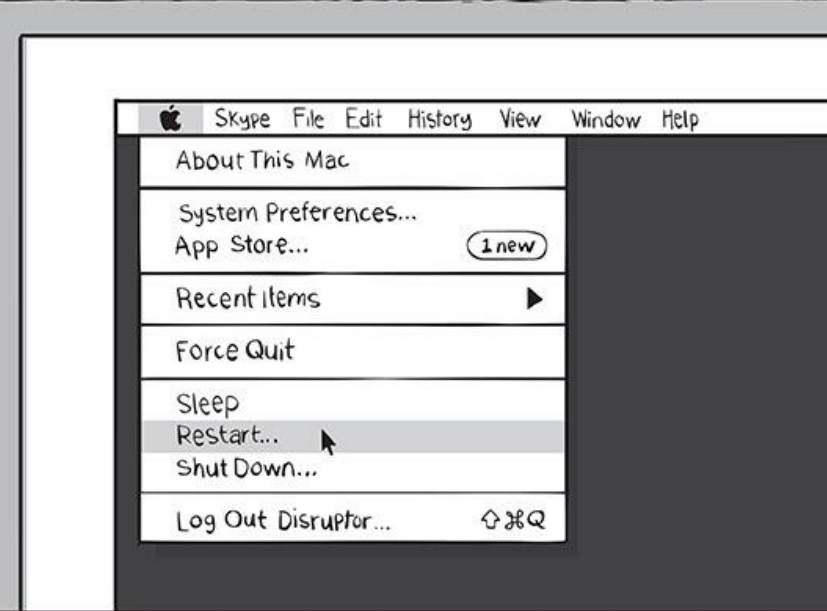 Skype File Edit History View Window Help
About This Mac
System Preferences...
App Store... 1 new
Recent Items
Force Quit
Sleep
Restart...
Shut Down...
Log Out Disruptor... ⇧⌘Q